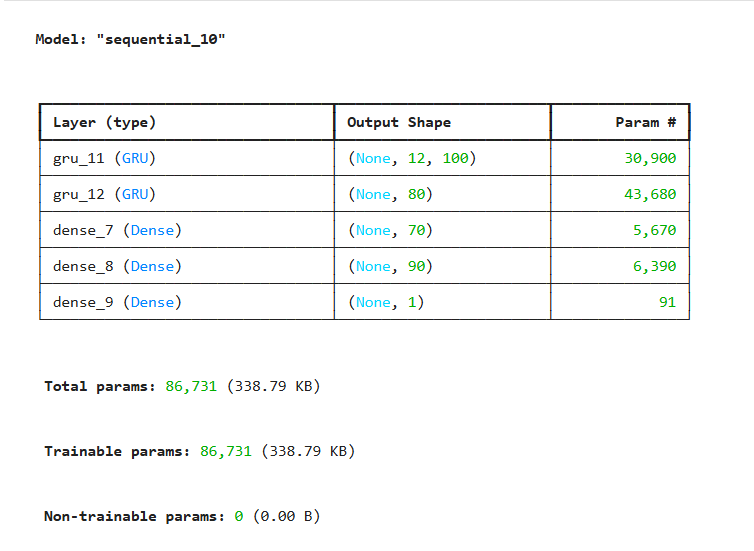 Model: "sequential_10"
Layer (type) Output Shape Param #
gru_11 (GRU) (None, 12, 100) 30,900
gru_12 (GRU) (None, 80) 43,680
dense_7 (Dense) (None, 70) 5,670
dense_8 (Dense) (None, 90) 6,390
dense_9 (Dense) (None, 1) 91
Total params: 86,731 (338.79 KB)
Trainable params: 86,731 (338.79 KB)
Non-trainable params: 0 (0.00 B)